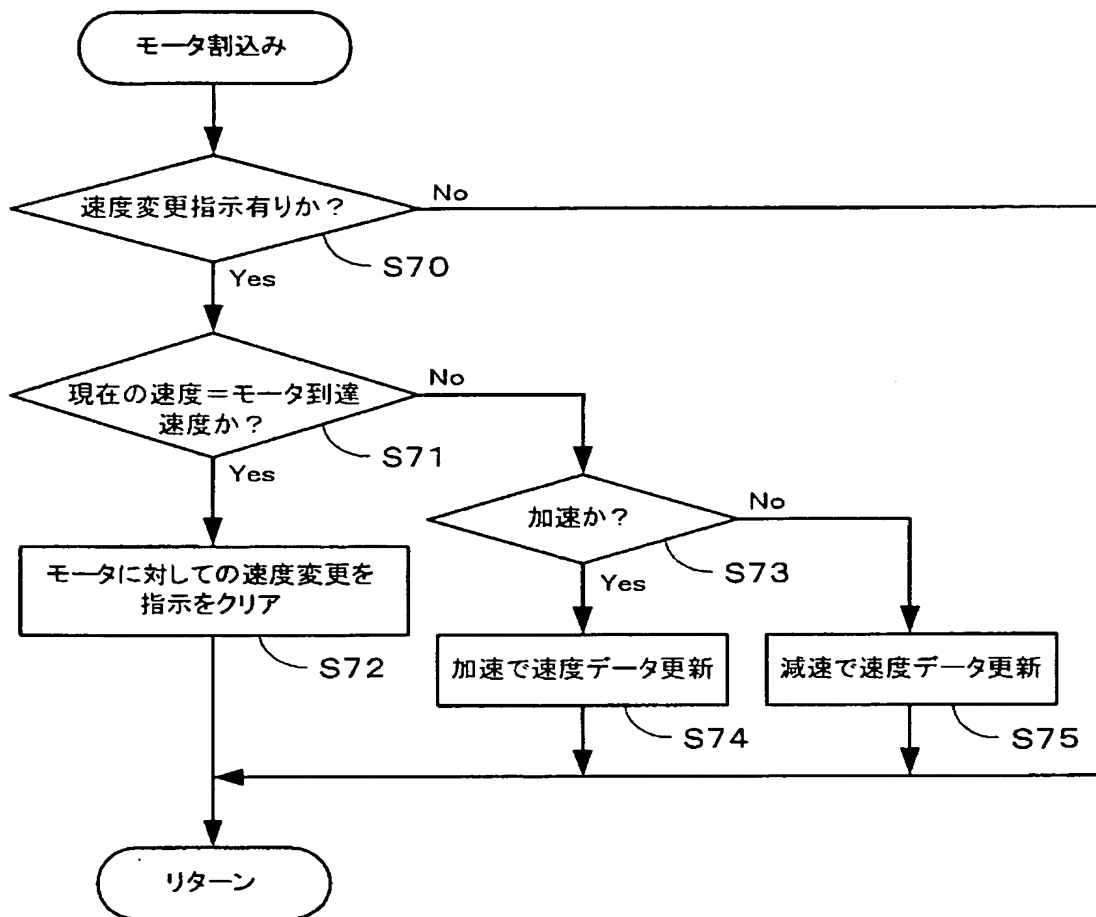 モータ割込み
速度変更指示有りか？
No
S70
Yes
現在の速度＝モータ到達
速度か？
No
S71
Yes
加速か？
No
S73
Yes
モータに対しての速度変更を
指示をクリア
S72
加速で速度データ更新
S74
減速で速度データ更新
S75
リターン